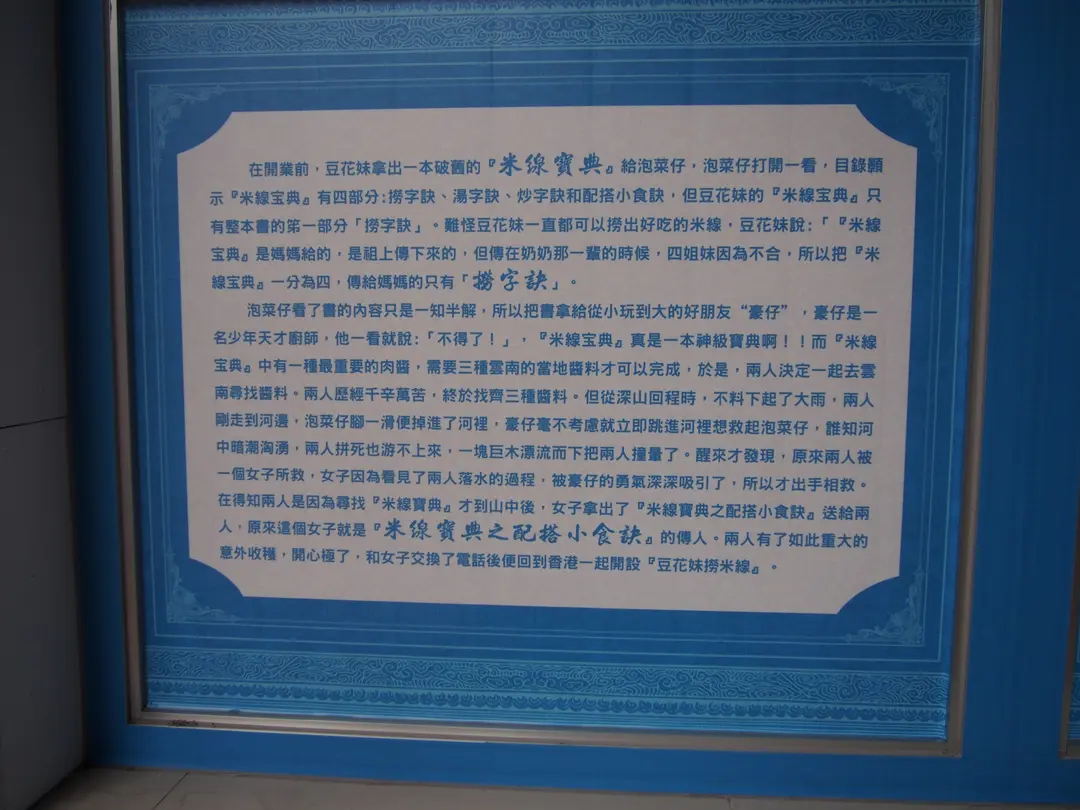 在開業前，豆花妹拿出一本破舊的『米線寶典』給泡菜仔，泡菜仔打開一看，目錄顯
示『米線宝典』有四部分:撈字訣、湯字訣、炒字訣和配搭小食訣，但豆花妹的『米線宝典』只
有整本書的第一部分「撈字訣」。難怪豆花妹一直都可以撈出好吃的米線，豆花妹說:「『米線
宝典』是媽媽給的，是祖上傳下來的，但傳在奶奶那一輩的時候，四姐妹因為不合，所以把『米
線宝典』一分為四，傳給媽媽的只有「撈字訣」。
泡菜仔看了書的內容只是一知半解，所以把書拿給從小玩到大的好朋友“豪仔”，豪仔是一
名少年天才廚師，他一看就說:「不得了！」，『米線宝典』真是一本神級寶典啊！！而『米線
宝典』中有一種最重要的肉醬，需要三種雲南的當地醬料才可以完成，於是，兩人決定一起去雲
南尋找醬料。兩人歷經千辛萬苦，終於找齊三種醬料。但從深山回程時，不料下起了大雨，兩人
剛走到河邊，泡菜仔腳一滑便掉進了河裡，豪仔毫不考慮就立即跳進河裡想救起泡菜仔，誰知河
中暗潮洶湧，兩人拼死也游不上來，一塊巨木漂流而下把兩人撞暈了。醒來才發現，原來兩人被
一個女子所救，女子因為看見了兩人落水的過程，被豪仔的勇氣深深吸引了，所以才出手相救。
在得知兩人是因為尋找『米線寶典』才到山中後，女子拿出了『米線寶典之配搭小食訣』送給兩
人，原來這個女子就是『米線寶典之配搭小食訣』的傳人。兩人有了如此重大的
意外收穫，開心極了，和女子交換了電話後便回到香港一起開設『豆花妹撈米線』。